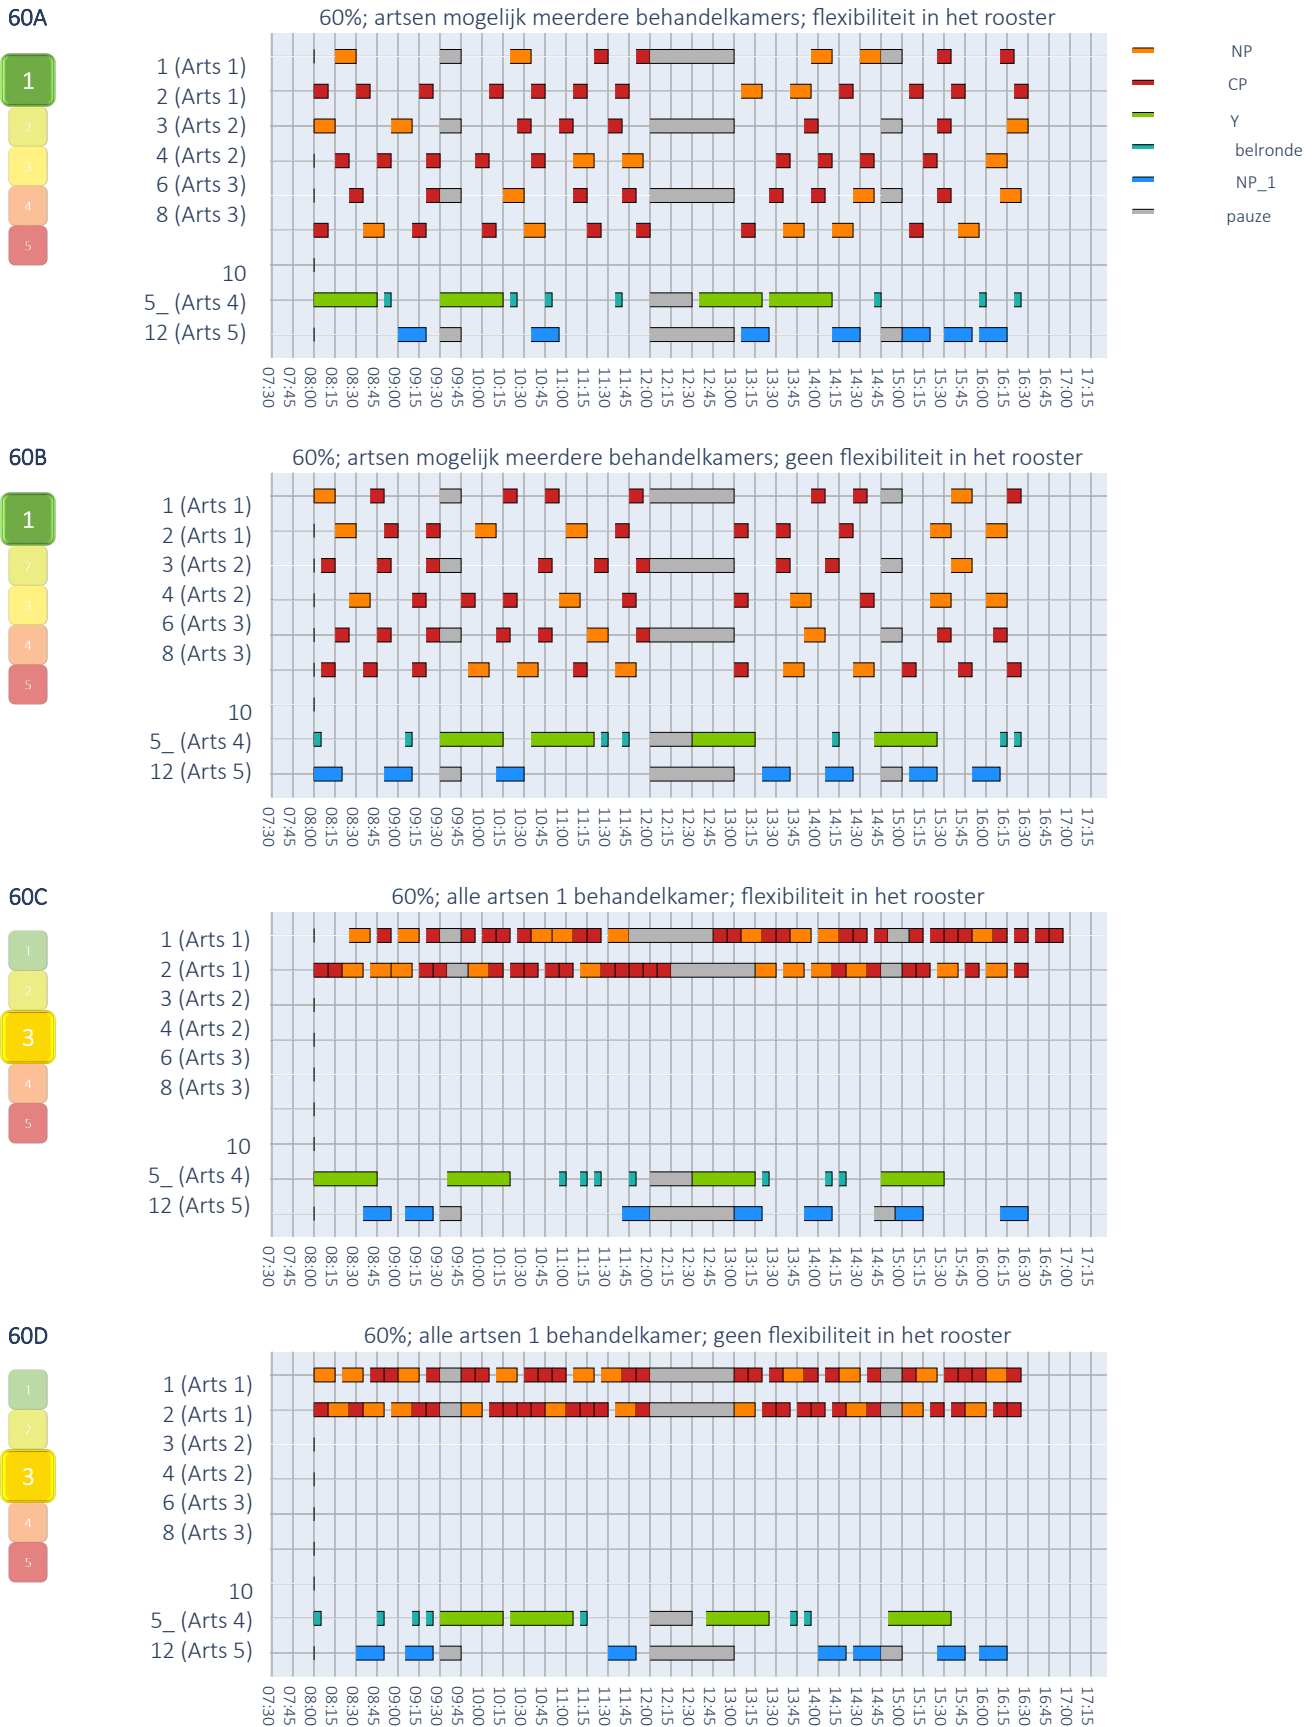 60A
60%; artsen mogelijk meerdere behandelkamers; flexibiliteit in het rooster
1
2
3
4
5
1 (Arts 1)
2 (Arts 1)
3 (Arts 2)
4 (Arts 2)
6 (Arts 3)
8 (Arts 3)
10
5_ (Arts 4)
12 (Arts 5)
NP
CP
Y
belronde
NP_1
pauze
07:30 07:45 08:00 08:15 08:30 08:45 09:00 09:15 09:30 09:45 10:00 10:15 10:30 10:45 11:00 11:15 11:30 11:45 12:00 12:15 12:30 12:45 13:00 13:15 13:30 13:45 14:00 14:15 14:30 14:45 15:00 15:15 15:30 15:45 16:00 16:15 16:30 16:45 17:00 17:15
60B
60%; artsen mogelijk meerdere behandelkamers; geen flexibiliteit in het rooster
1
2
3
4
5
1 (Arts 1)
2 (Arts 1)
3 (Arts 2)
4 (Arts 2)
6 (Arts 3)
8 (Arts 3)
10
5_ (Arts 4)
12 (Arts 5)
07:30 07:45 08:00 08:15 08:30 08:45 09:00 09:15 09:30 09:45 10:00 10:15 10:30 10:45 11:00 11:15 11:30 11:45 12:00 12:15 12:30 12:45 13:00 13:15 13:30 13:45 14:00 14:15 14:30 14:45 15:00 15:15 15:30 15:45 16:00 16:15 16:30 16:45 17:00 17:15
60C
60%; alle artsen 1 behandelkamer; flexibiliteit in het rooster
1
2
3
4
5
1 (Arts 1)
2 (Arts 1)
3 (Arts 2)
4 (Arts 2)
6 (Arts 3)
8 (Arts 3)
10
5_ (Arts 4)
12 (Arts 5)
07:30 07:45 08:00 08:15 08:30 08:45 09:00 09:15 09:30 09:45 10:00 10:15 10:30 10:45 11:00 11:15 11:30 11:45 12:00 12:15 12:30 12:45 13:00 13:15 13:30 13:45 14:00 14:15 14:30 14:45 15:00 15:15 15:30 15:45 16:00 16:15 16:30 16:45 17:00 17:15
60D
60%; alle artsen 1 behandelkamer; geen flexibiliteit in het rooster
1
2
3
4
5
1 (Arts 1)
2 (Arts 1)
3 (Arts 2)
4 (Arts 2)
6 (Arts 3)
8 (Arts 3)
10
5_ (Arts 4)
12 (Arts 5)
07:30 07:45 08:00 08:15 08:30 08:45 09:00 09:15 09:30 09:45 10:00 10:15 10:30 10:45 11:00 11:15 11:30 11:45 12:00 12:15 12:30 12:45 13:00 13:15 13:30 13:45 14:00 14:15 14:30 14:45 15:00 15:15 15:30 15:45 16:00 16:15 16:30 16:45 17:00 17:15